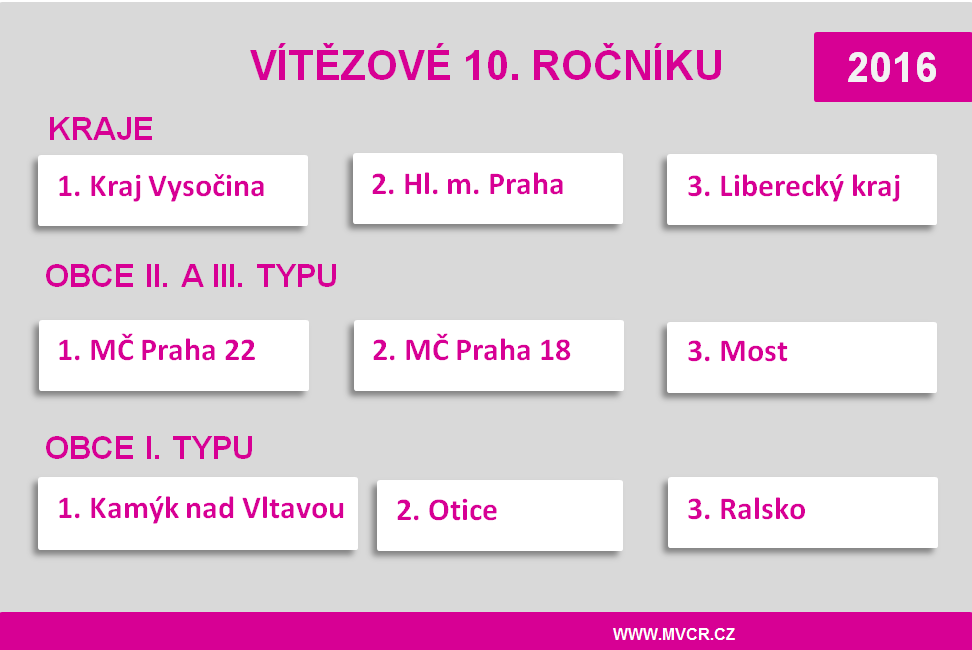 VÍTĚZOVÉ 10. ROČNÍKU
2016
KRAJE
1. Kraj Vysočina
2. Hl. m. Praha
3. Liberecký kraj
OBCE II. A III. TYPU
1. MČ Praha 22
2. MČ Praha 18
3. Most
OBCE I. TYPU
1. Kamýk nad Vltavou
2. Otice
3. Ralsko
WWW.MVCR.CZ